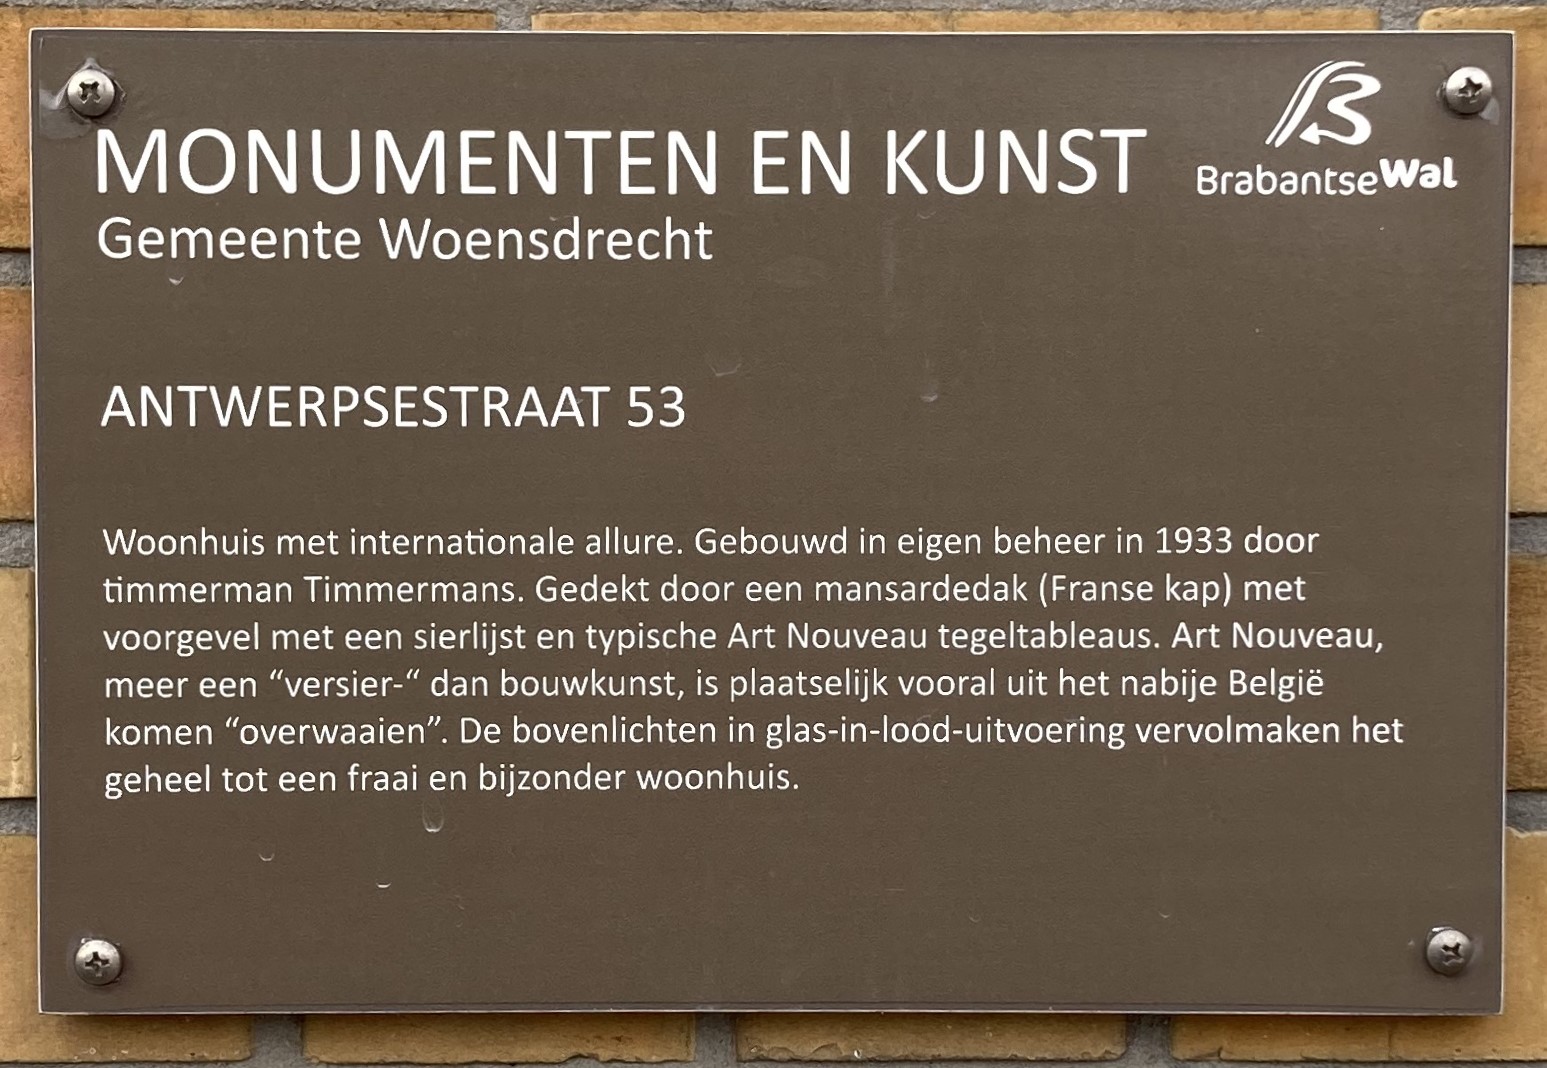 MONUMENTEN EN KUNST
BrabantseWal
Gemeente Woensdrecht
ANTWERPSESTRAAT 53
Woonhuis met internationale allure. Gebouwd in eigen beheer in 1933 door
timmerman Timmermans. Gedekt door een mansardedak (Franse kap) met
voorgevel met een sierlijst en typische Art Nouveau tegeltableaus. Art Nouveau,
meer een “versier-“ dan bouwkunst, is plaatselijk vooral uit het nabije België
komen “overwaaien”. De bovenlichten in glas-in-lood-uitvoering vervolmaken het
geheel tot een fraai en bijzonder woonhuis.